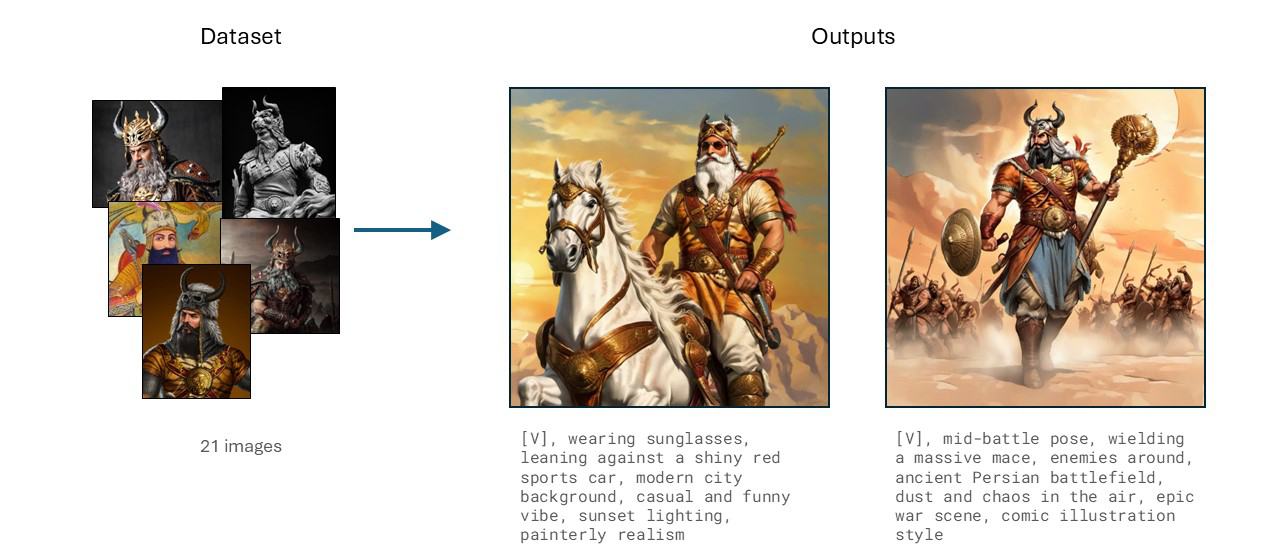 Dataset
Outputs
21 images
[V], wearing sunglasses,
leaning against a shiny red
sports car, modern city
background, casual and funny
vibe, sunset lighting,
painterly realism
[V], mid-battle pose, wielding
a massive mace, enemies around,
ancient Persian battlefield,
dust and chaos in the air, epic
war scene, comic illustration
style